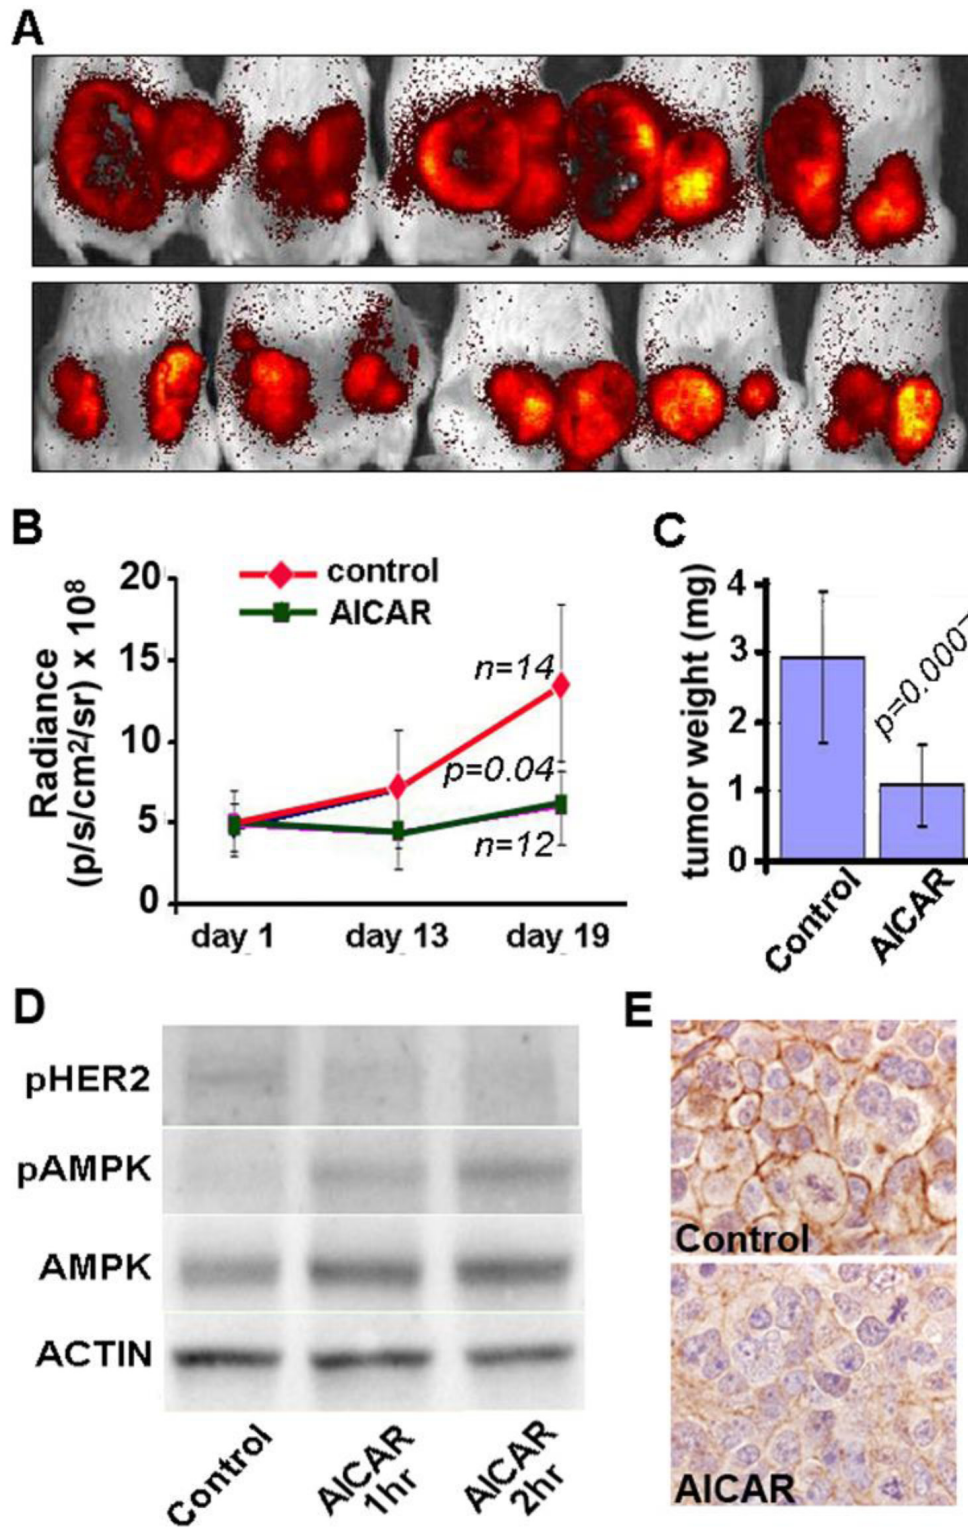 A
B
Radiance
(p/s/cm²/sr) x 10⁸
20
15
10
5
0
control
AICAR
n=14
p=0.04
n=12
day 1
day 13
day 19
C
tumor weight (mg)
4
3
2
1
0
Control
AICAR
D
pHER2
pAMPK
AMPK
ACTIN
Control
AICAR
1hr
AICAR
2hr
E
Control
AICAR